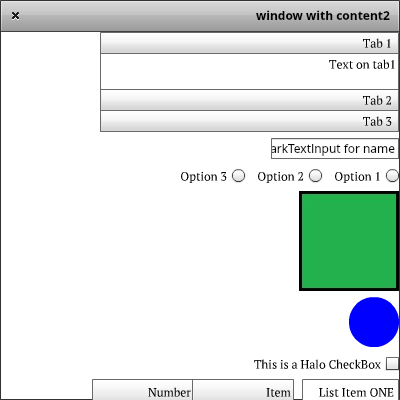 window with content2
Tab 1
Text on tab1
Tab 2
Tab 3
arkTextInput for name
Option 1 Option 2 Option 3
This is a Halo CheckBox
List Item ONE Item Number